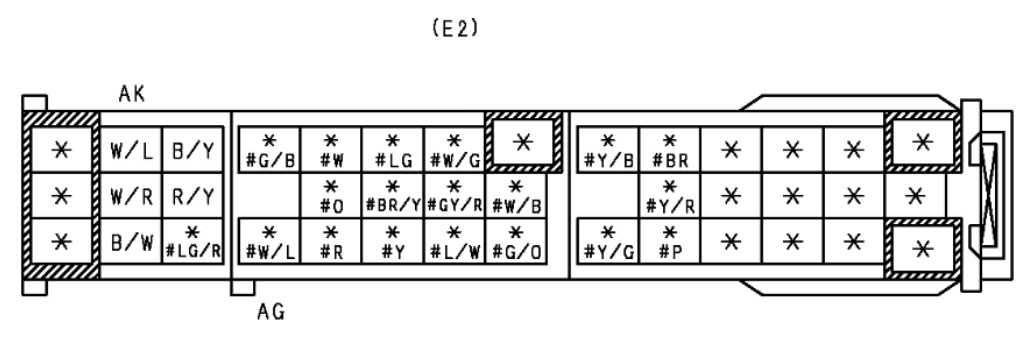 (E2)
AK
* W/L B/Y * * * * * * * * * * *
#G/B #W #LG #W/G #Y/B #BR
* W/R R/Y * * * * * * * * *
#O #BR/Y #GY/R #W/B #Y/R
* B/W * * * * * * * * * * * *
#LG/R #W/L #R #Y #L/W #G/O #Y/G #P
AG